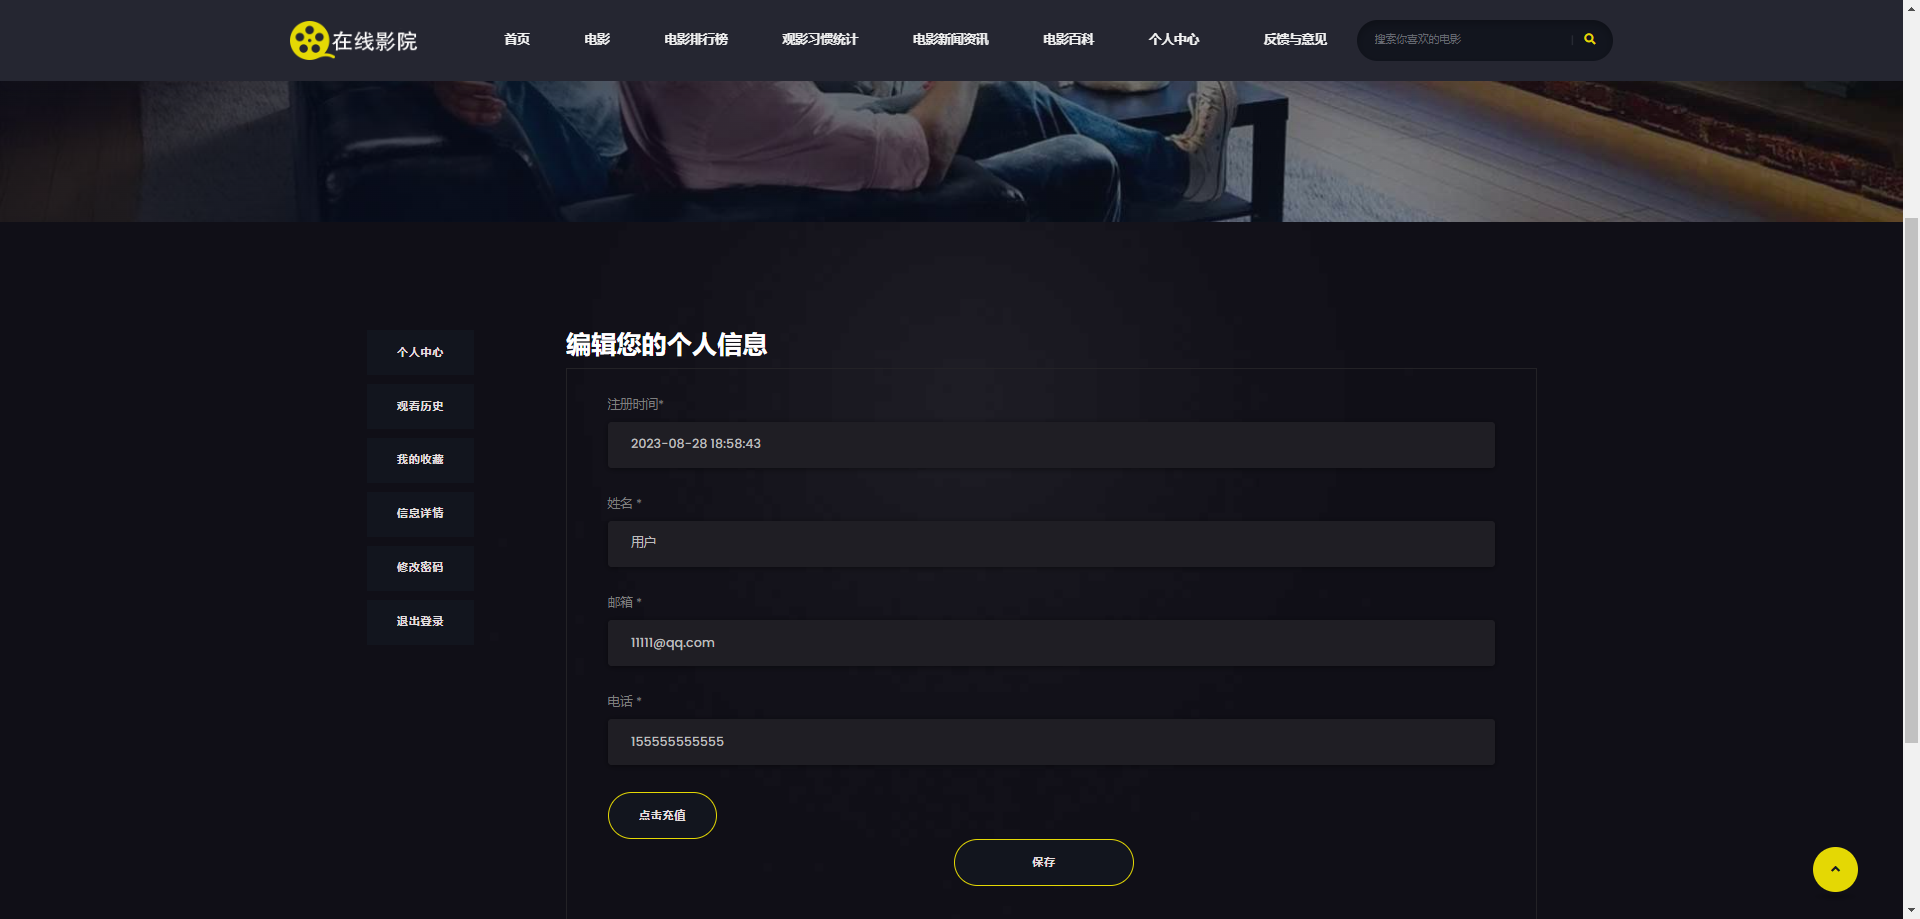 在线影院
首页
电影
电影排行榜
观影习惯统计
电影新闻资讯
电影百科
个人中心
反馈与意见
搜索你喜欢的电影
个人中心
观看历史
我的收藏
信息详情
修改密码
退出登录
编辑您的个人信息
注册时间*
2023-08-28 18:58:43
姓名 *
用户
邮箱 *
11111@qq.com
电话 *
155555555555
点击充值
保存